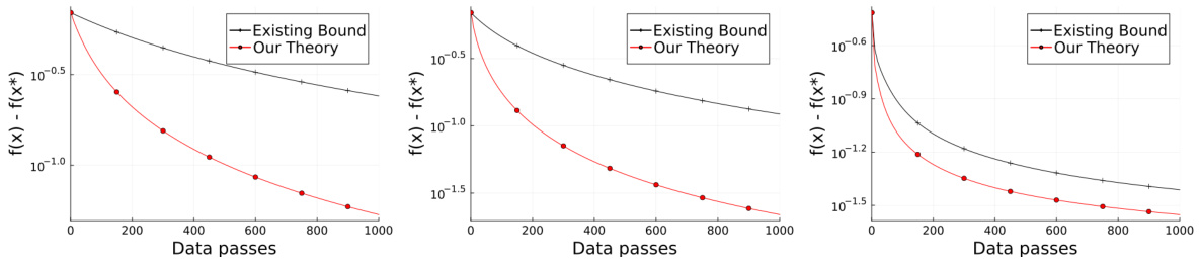 f(x) - f(x*)
10^-0.5
10^-1.0
Existing Bound
Our Theory
0 200 400 600 800 1000
Data passes
f(x) - f(x*)
10^-0.5
10^-1.0
10^-1.5
Existing Bound
Our Theory
0 200 400 600 800 1000
Data passes
f(x) - f(x*)
10^-0.6
10^-0.9
10^-1.2
10^-1.5
Existing Bound
Our Theory
0 200 400 600 800 1000
Data passes